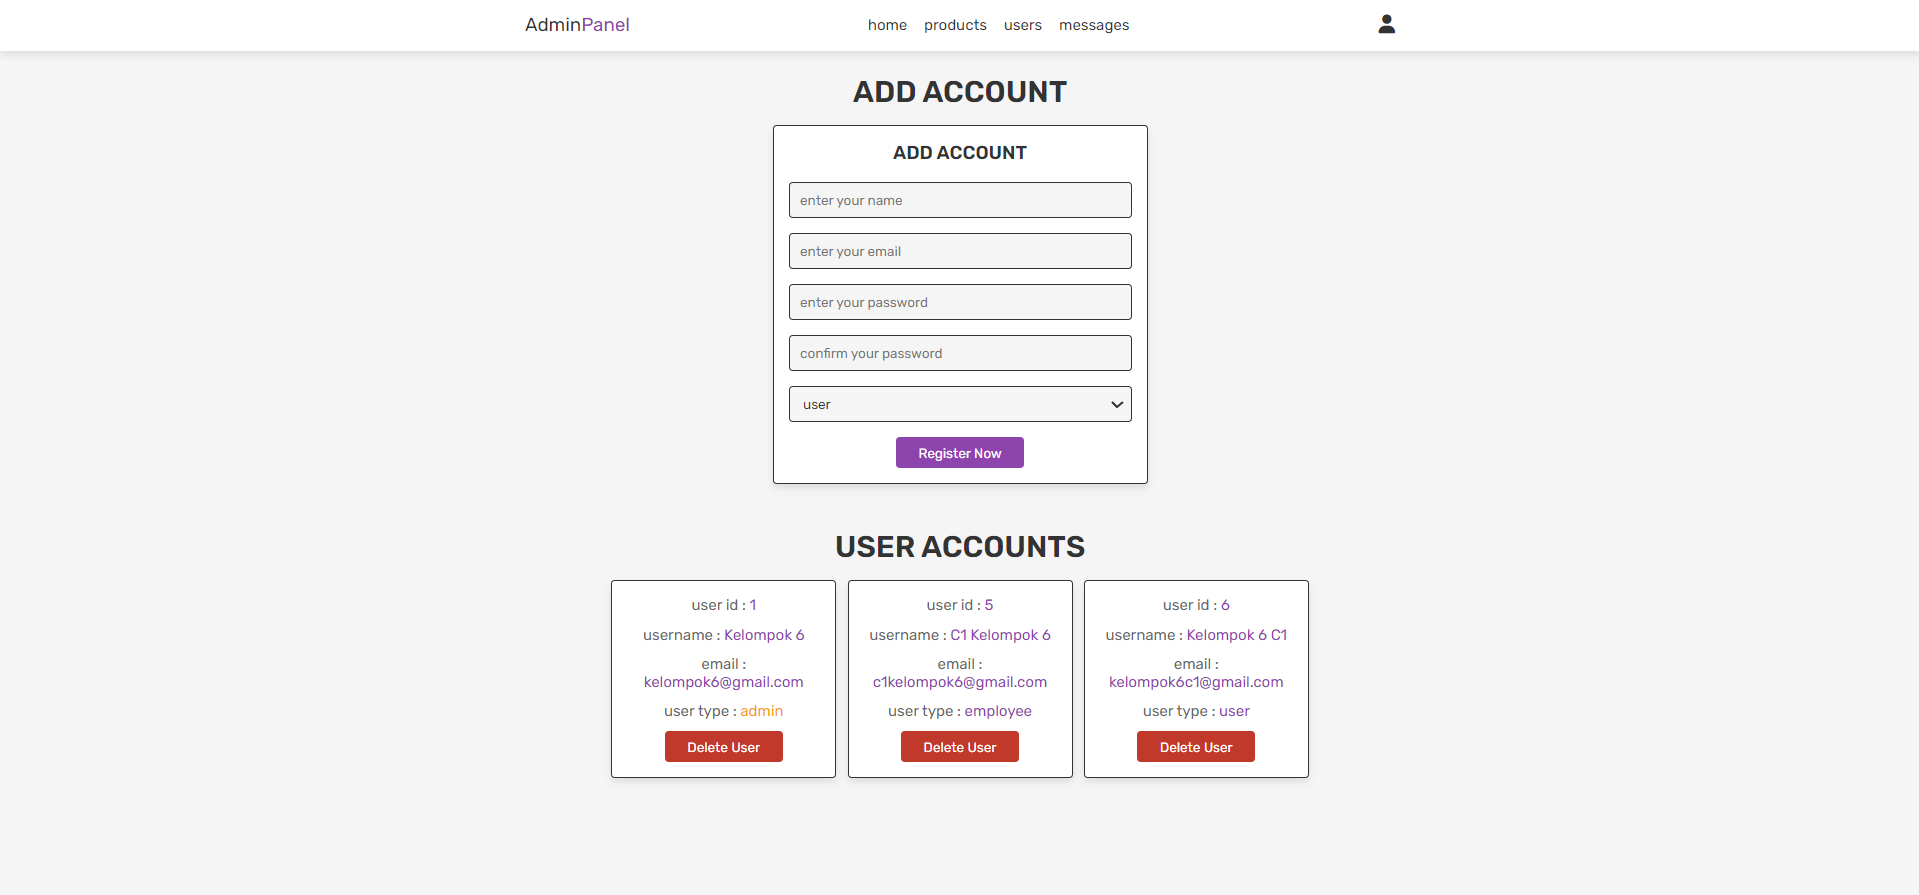 AdminPanel
home products users messages
ADD ACCOUNT
ADD ACCOUNT
enter your name
enter your email
enter your password
confirm your password
user
Register Now
USER ACCOUNTS
user id : 1
username : Kelompok 6
email :
kelompok6@gmail.com
user type : admin
Delete User
user id : 5
username : C1 Kelompok 6
email :
c1kelompok6@gmail.com
user type : employee
Delete User
user id : 6
username : Kelompok 6 C1
email :
kelompok6c1@gmail.com
user type : user
Delete User